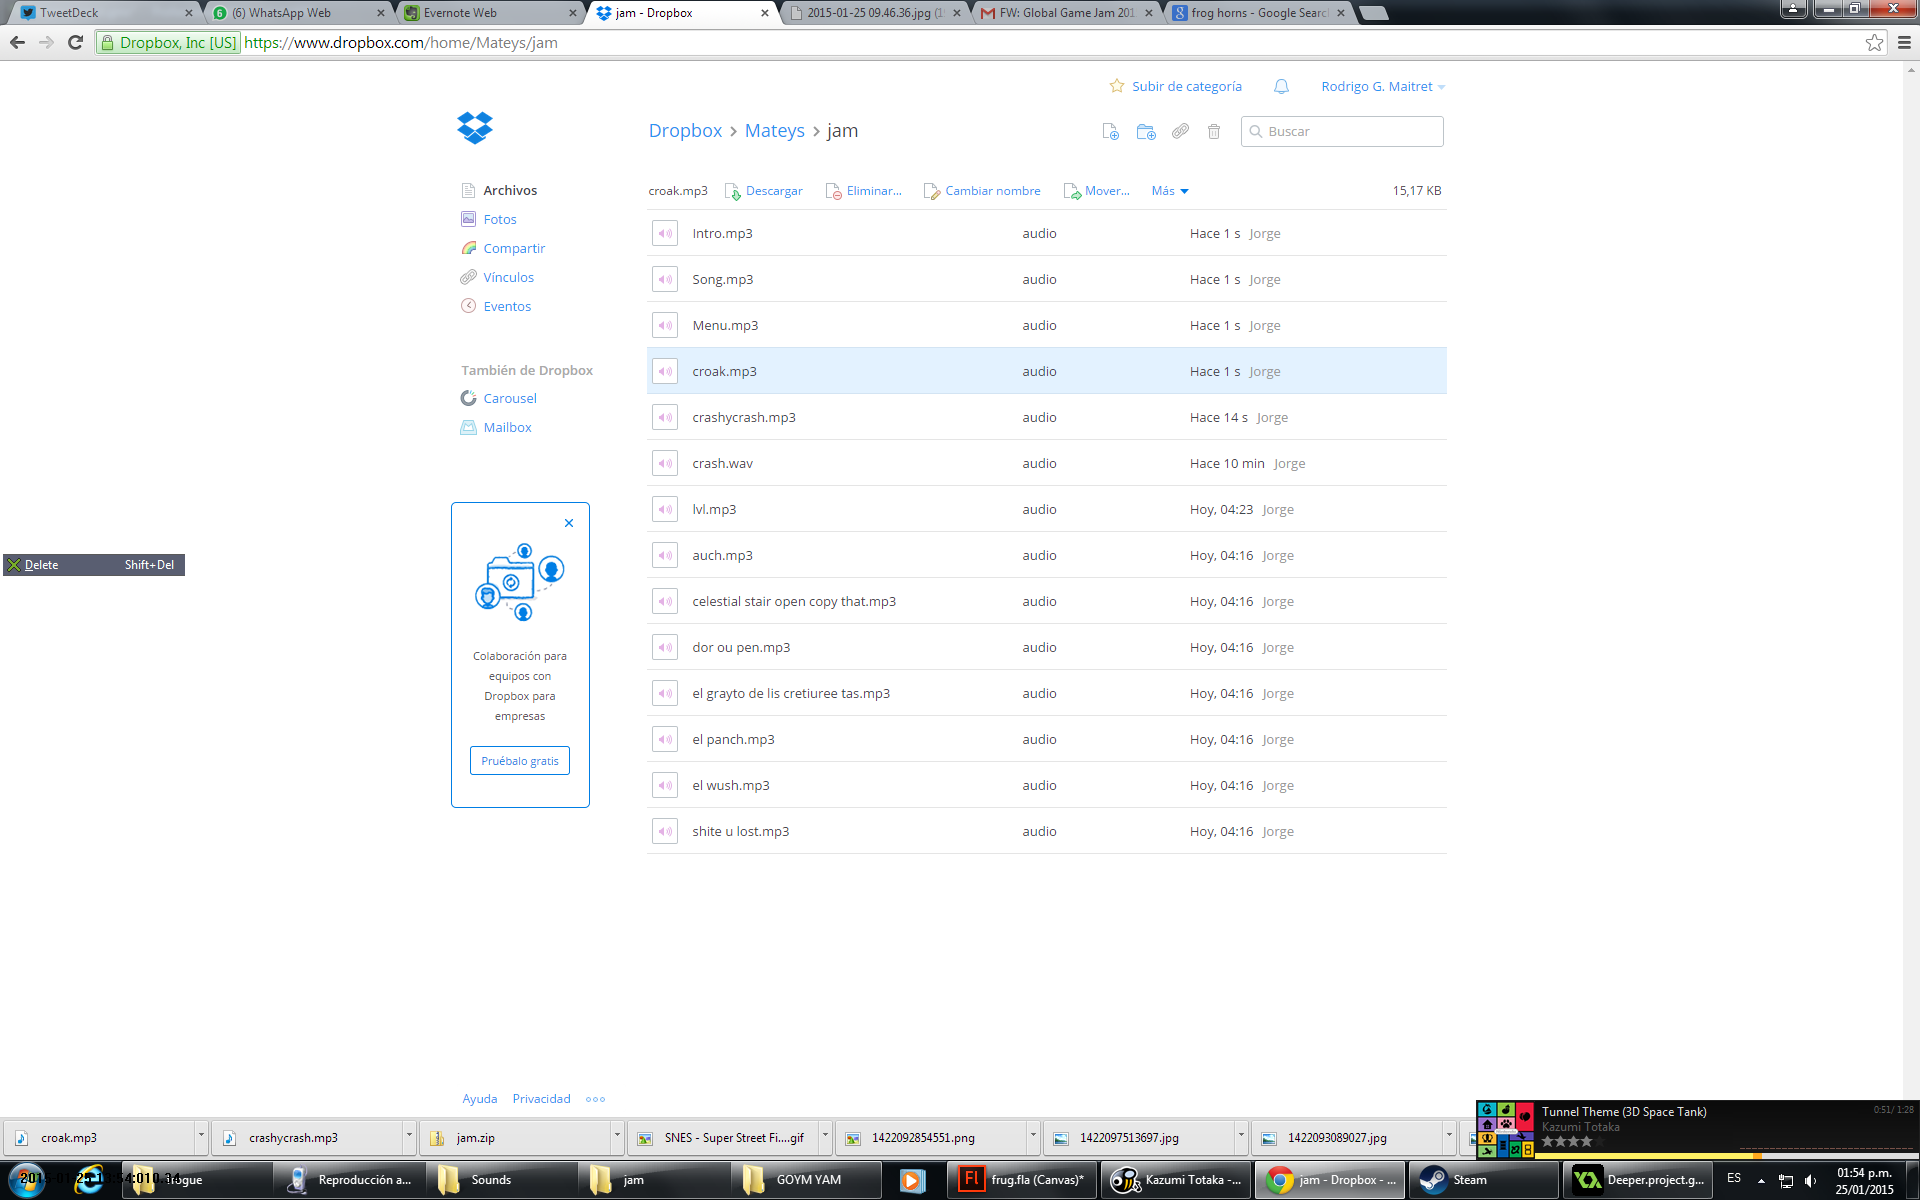 TweetDeck
(6) WhatsApp Web
Evernote Web
jam - Dropbox
2015-01-25 09.46.36.jpg (1
FW: Global Game Jam 201
frog horns - Google Searc
Dropbox, Inc [US] https://www.dropbox.com/home/Mateys/jam
Subir de categoría
Rodrigo G. Maitret
Dropbox › Mateys › jam
Buscar
croak.mp3 Descargar Eliminar... Cambiar nombre Mover... Más 15,17 KB
Archivos
Fotos
Compartir
Vínculos
Eventos
También de Dropbox
Carousel
Mailbox
Intro.mp3 audio Hace 1 s Jorge
Song.mp3 audio Hace 1 s Jorge
Menu.mp3 audio Hace 1 s Jorge
croak.mp3 audio Hace 1 s Jorge
crashycrash.mp3 audio Hace 14 s Jorge
crash.wav audio Hace 10 min Jorge
lvl.mp3 audio Hoy, 04:23 Jorge
auch.mp3 audio Hoy, 04:16 Jorge
celestial stair open copy that.mp3 audio Hoy, 04:16 Jorge
dor ou pen.mp3 audio Hoy, 04:16 Jorge
el grayto de lis cretiuree tas.mp3 audio Hoy, 04:16 Jorge
el panch.mp3 audio Hoy, 04:16 Jorge
el wush.mp3 audio Hoy, 04:16 Jorge
shite u lost.mp3 audio Hoy, 04:16 Jorge
Delete Shift+Del
Colaboración para
equipos con
Dropbox para
empresas
Pruébalo gratis
Ayuda Privacidad
Tunnel Theme (3D Space Tank) 0:51/ 1:28
Kazumi Totaka
croak.mp3
crashycrash.mp3
jam.zip
SNES - Super Street Fi....gif
1422092854551.png
1422097513697.jpg
1422093089027.jpg
Reproducción a...
Sounds
jam
GOYM YAM
frug.fla (Canvas)*
Kazumi Totaka -...
jam - Dropbox - ...
Steam
Deeper.project.g...
ES
01:54 p.m.
25/01/2015